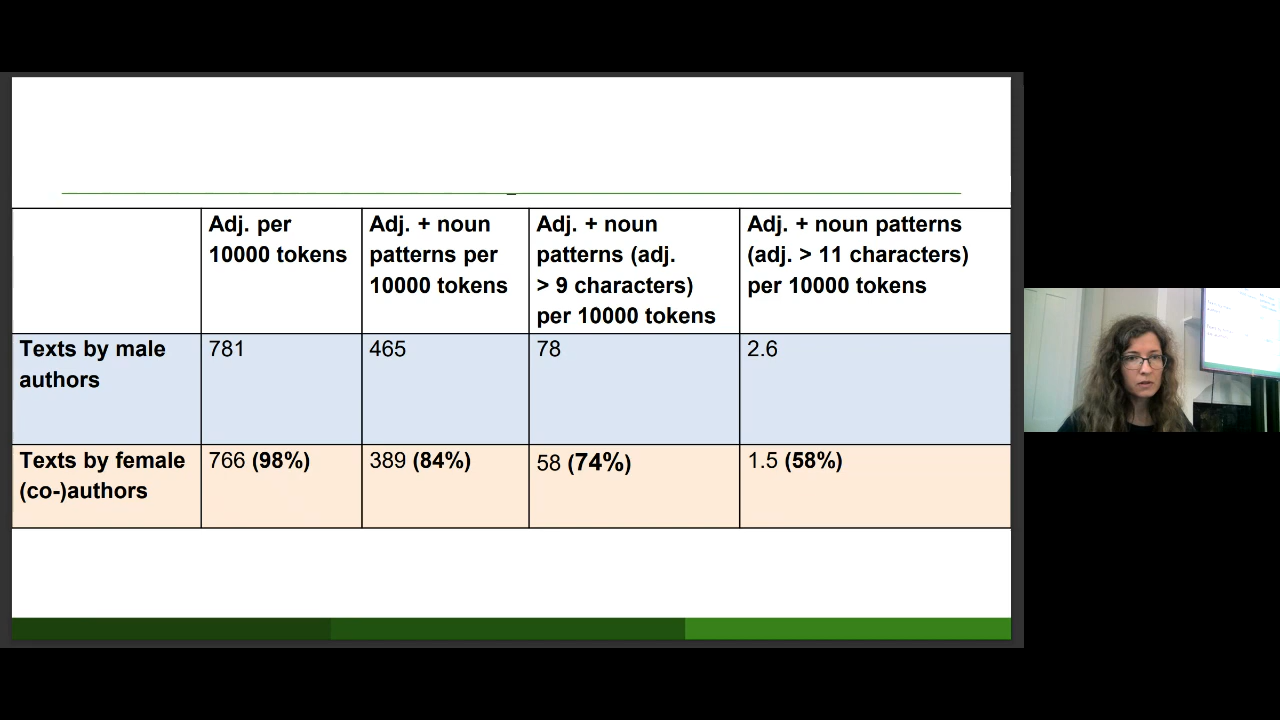 Adj. per
10000 tokens
Adj. + noun
patterns per
10000 tokens
Adj. + noun
patterns (adj.
> 9 characters)
per 10000 tokens
Adj. + noun patterns
(adj. > 11 characters)
per 10000 tokens
Texts by male
authors
781
465
78
2.6
Texts by female
(co-)authors
766 (98%)
389 (84%)
58 (74%)
1.5 (58%)